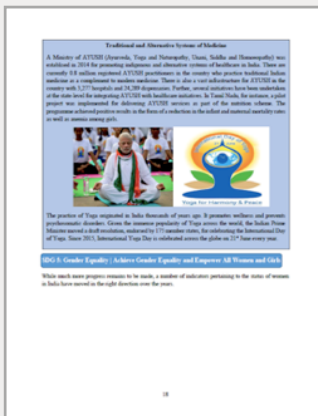 Traditional and Alternative Systems of Medicine
A Ministry of AYUSH (Ayurveda, Yoga and Naturopathy, Unani, Siddha and Homoeopathy) was
established in 2014 for promoting indigenous and alternative systems of healthcare in India. There are
currently 0.8 million registered AYUSH practitioners in the country who practice traditional Indian
medicine as a complement to modern medicine. There is also a vast infrastructure for AYUSH in the
country with 3,277 hospitals and 24,289 dispensaries. Further, several initiatives have been undertaken
at the state level for integrating AYUSH with healthcare initiatives. In Tamil Nadu, for instance, a pilot
project was implemented for delivering AYUSH services as part of the nutrition scheme. The
programme achieved positive results in the form of a reduction in the infant and maternal mortality rates
as well as anemia among girls.
Yoga for Harmony & Peace
The practice of Yoga originated in India thousands of years ago. It promotes wellness and prevents
psychosomatic disorders. Given the immense popularity of Yoga across the world, the Indian Prime
Minister moved a draft resolution, endorsed by 175 member states, for celebrating the International Day
of Yoga. Since 2015, International Yoga Day is celebrated across the globe on 21st June every year.
SDG 5: Gender Equality | Achieve Gender Equality and Empower All Women and Girls
While much more progress remains to be made, a number of indicators pertaining to the status of women
in India have moved in the right direction over the years.
18